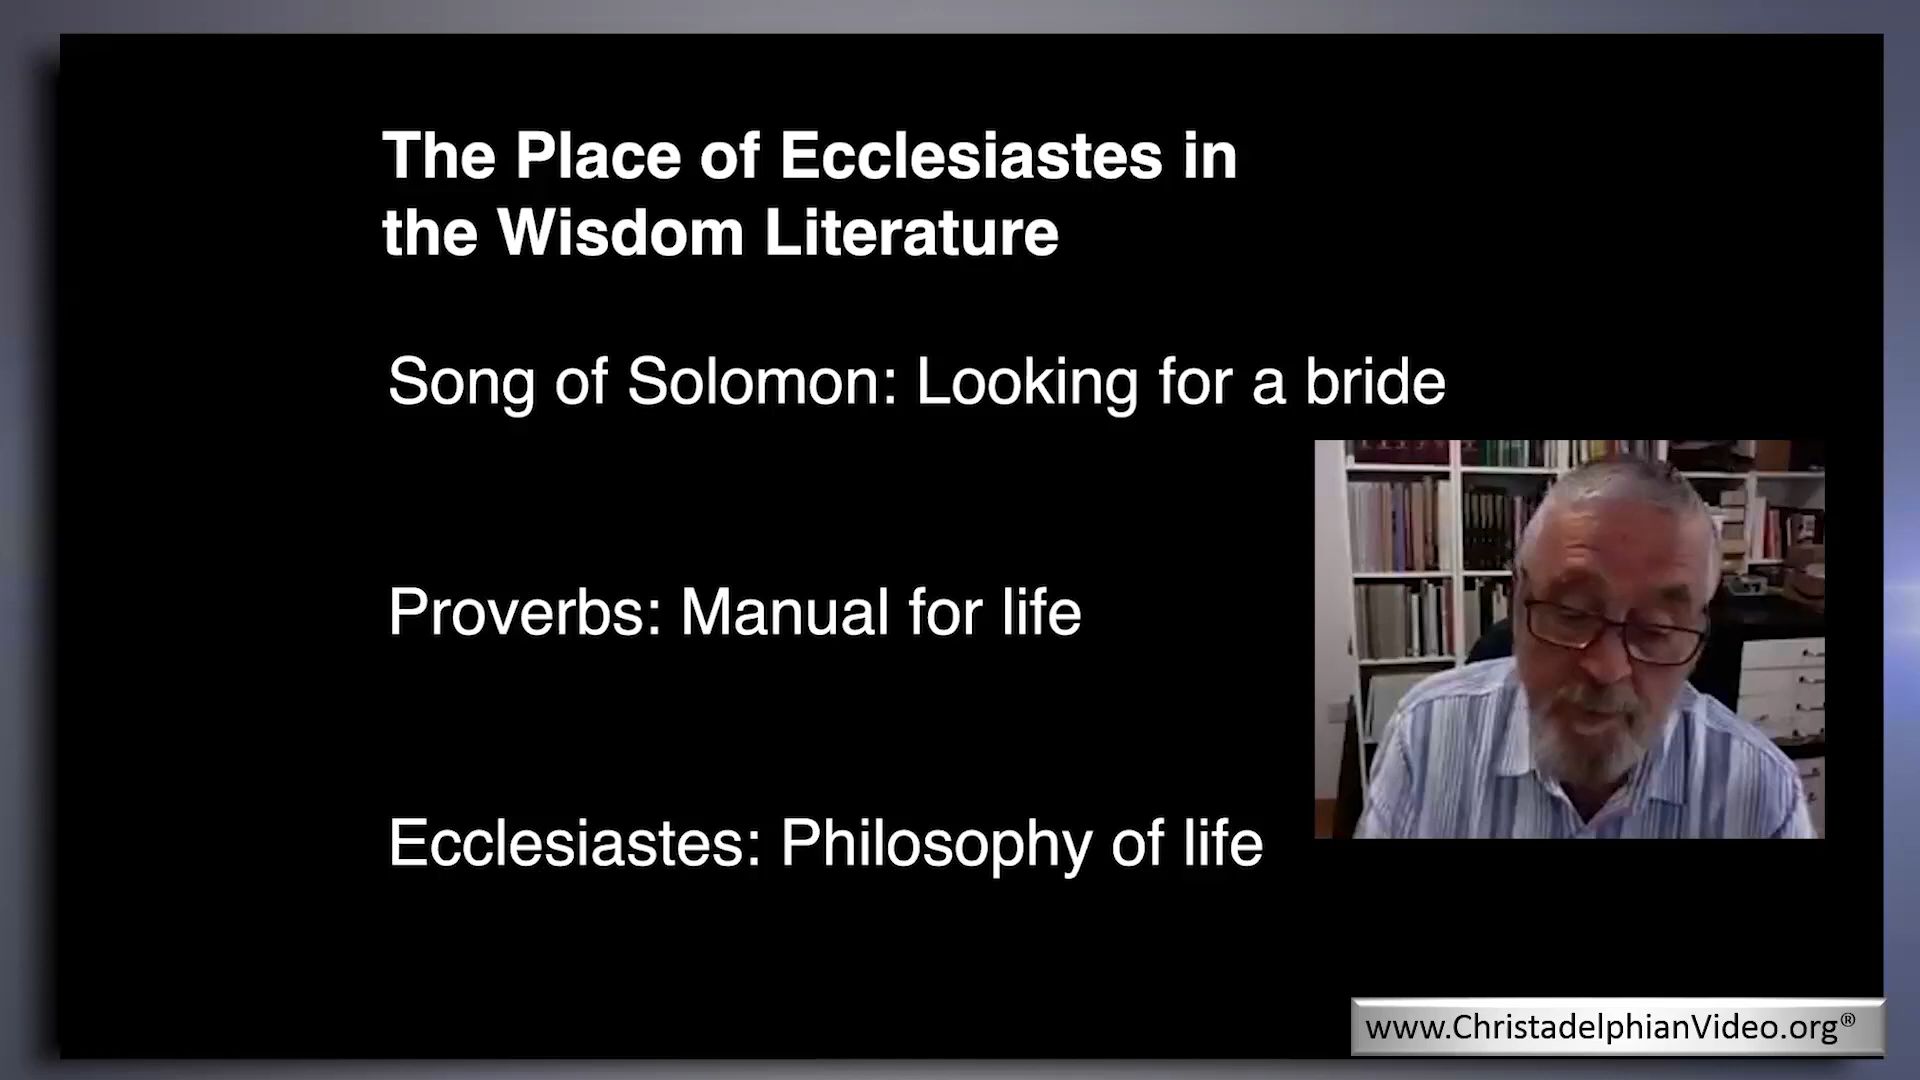 The Place of Ecclesiastes in
the Wisdom Literature
Song of Solomon: Looking for a bride
Proverbs: Manual for life
Ecclesiastes: Philosophy of life
www.ChristadelphianVideo.org®